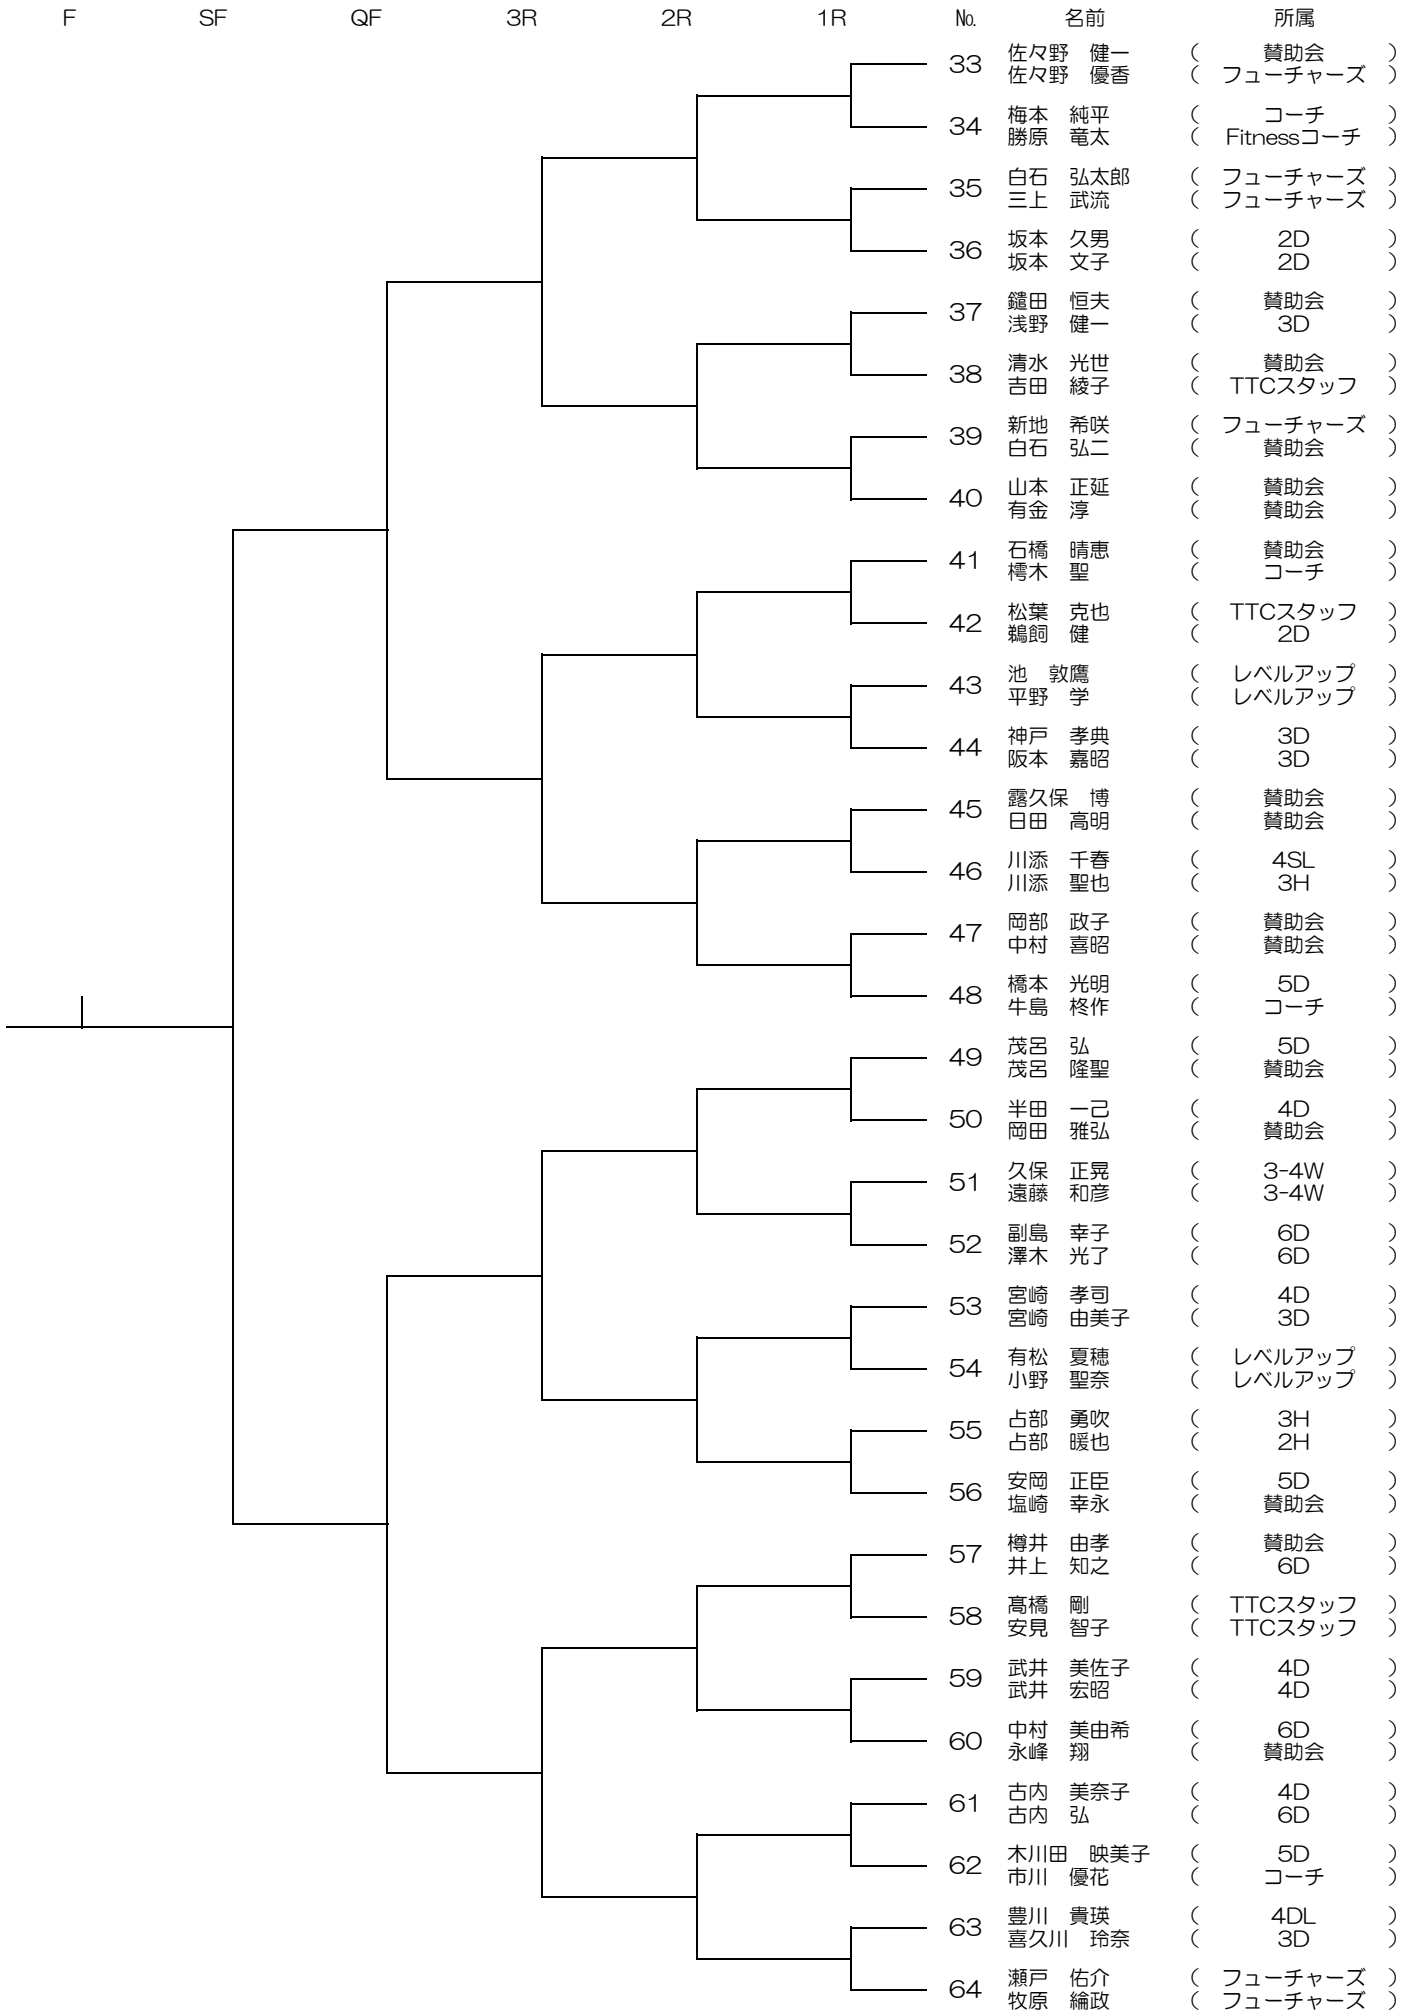 F SF QF 3R 2R 1R № 名前 所属
佐々野 健一 ( 賛助会 )
33
佐々野 優香 ( フューチャーズ )
梅本 純平 ( コーチ )
34
勝原 竜太 ( Fitnessコーチ )
白石 弘太郎 ( フューチャーズ )
35
三上 武流 ( フューチャーズ )
坂本 久男 ( 2D )
36
坂本 文子 ( 2D )
鑓田 恒夫 ( 賛助会 )
37
浅野 健一 ( 3D )
清水 光世 ( 賛助会 )
38
吉田 綾子 ( TTCスタッフ )
新地 希咲 ( フューチャーズ )
39
白石 弘二 ( 賛助会 )
山本 正延 ( 賛助会 )
40
有金 淳 ( 賛助会 )
石橋 晴恵 ( 賛助会 )
41
樗木 聖 ( コーチ )
松葉 克也 ( TTCスタッフ )
42
鵜飼 健 ( 2D )
池 敦鷹 ( レベルアップ )
43
平野 学 ( レベルアップ )
神戸 孝典 ( 3D )
44
阪本 嘉昭 ( 3D )
露久保 博 ( 賛助会 )
45
日田 高明 ( 賛助会 )
川添 千春 ( 4SL )
46
川添 聖也 ( 3H )
岡部 政子 ( 賛助会 )
47
中村 喜昭 ( 賛助会 )
橋本 光明 ( 5D )
48
牛島 柊作 ( コーチ )
茂呂 弘 ( 5D )
49
茂呂 隆聖 ( 賛助会 )
半田 一己 ( 4D )
50
岡田 雅弘 ( 賛助会 )
久保 正晃 ( 3-4W )
51
遠藤 和彦 ( 3-4W )
副島 幸子 ( 6D )
52
澤木 光了 ( 6D )
宮崎 孝司 ( 4D )
53
宮崎 由美子 ( 3D )
有松 夏穂 ( レベルアップ )
54
小野 聖奈 ( レベルアップ )
占部 勇吹 ( 3H )
55
占部 暖也 ( 2H )
安岡 正臣 ( 5D )
56
塩崎 幸永 ( 賛助会 )
樽井 由孝 ( 賛助会 )
57
井上 知之 ( 6D )
髙橋 剛 ( TTCスタッフ )
58
安見 智子 ( TTCスタッフ )
武井 美佐子 ( 4D )
59
武井 宏昭 ( 4D )
中村 美由希 ( 6D )
60
永峰 翔 ( 賛助会 )
古内 美奈子 ( 4D )
61
古内 弘 ( 6D )
木川田 映美子 ( 5D )
62
市川 優花 ( コーチ )
豊川 貴瑛 ( 4DL )
63
喜久川 玲奈 ( 3D )
瀬戸 佑介 ( フューチャーズ )
64
牧原 綸政 ( フューチャーズ )